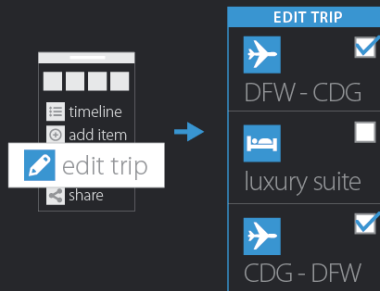 timeline
add item
edit trip
share
EDIT TRIP
DFW - CDG
luxury suite
CDG - DFW